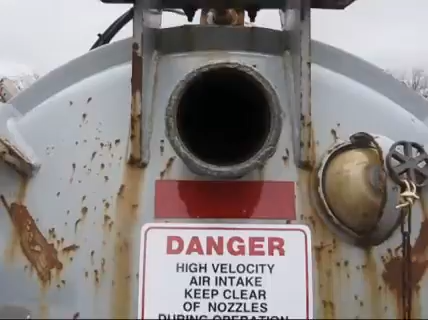 DANGER
HIGH VELOCITY
AIR INTAKE
KEEP CLEAR
OF NOZZLES
DURING OPERATION